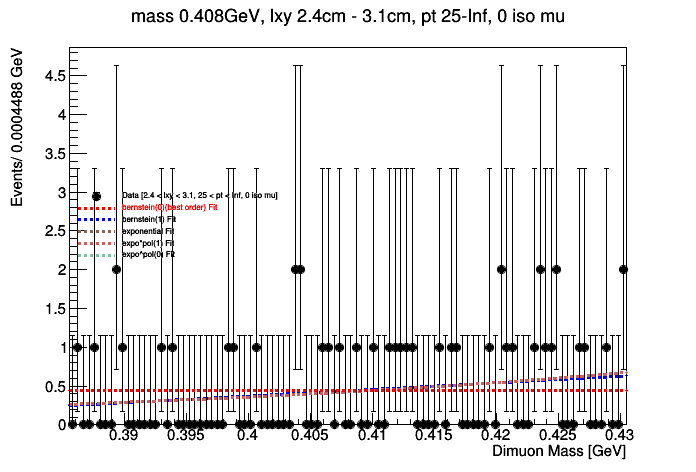 mass 0.408GeV, lxy 2.4cm - 3.1cm, pt 25-Inf, 0 iso mu
Events/ 0.0004488 GeV
4.5
4
3.5
3
2.5
2
1.5
1
0.5
0
Data [2.4 < lxy < 3.1, 25 < pt < Inf, 0 iso mu]
bernstein(0)(best order) Fit
bernstein(1) Fit
exponential Fit
expo*pol(1) Fit
expo*pol(0) Fit
0.39 0.395 0.4 0.405 0.41 0.415 0.42 0.425 0.43
Dimuon Mass [GeV]